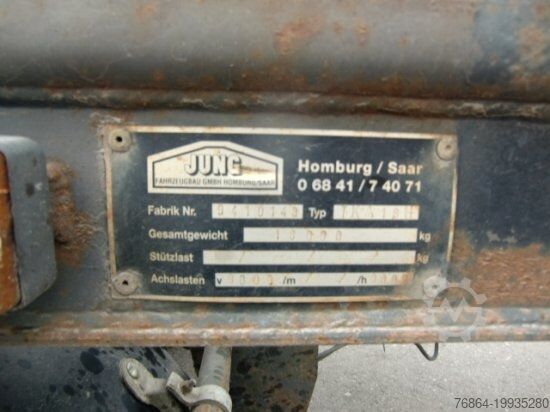 JUNG
FAHRZEUGBAU GMBH HOMBURG/SAAR
Homburg / Saar
0 68 41 / 7 40 71
Fabrik Nr. Typ
Gesamtgewicht 18000 kg
Stützlast kg
Achslasten v /m /h
76864-19935280